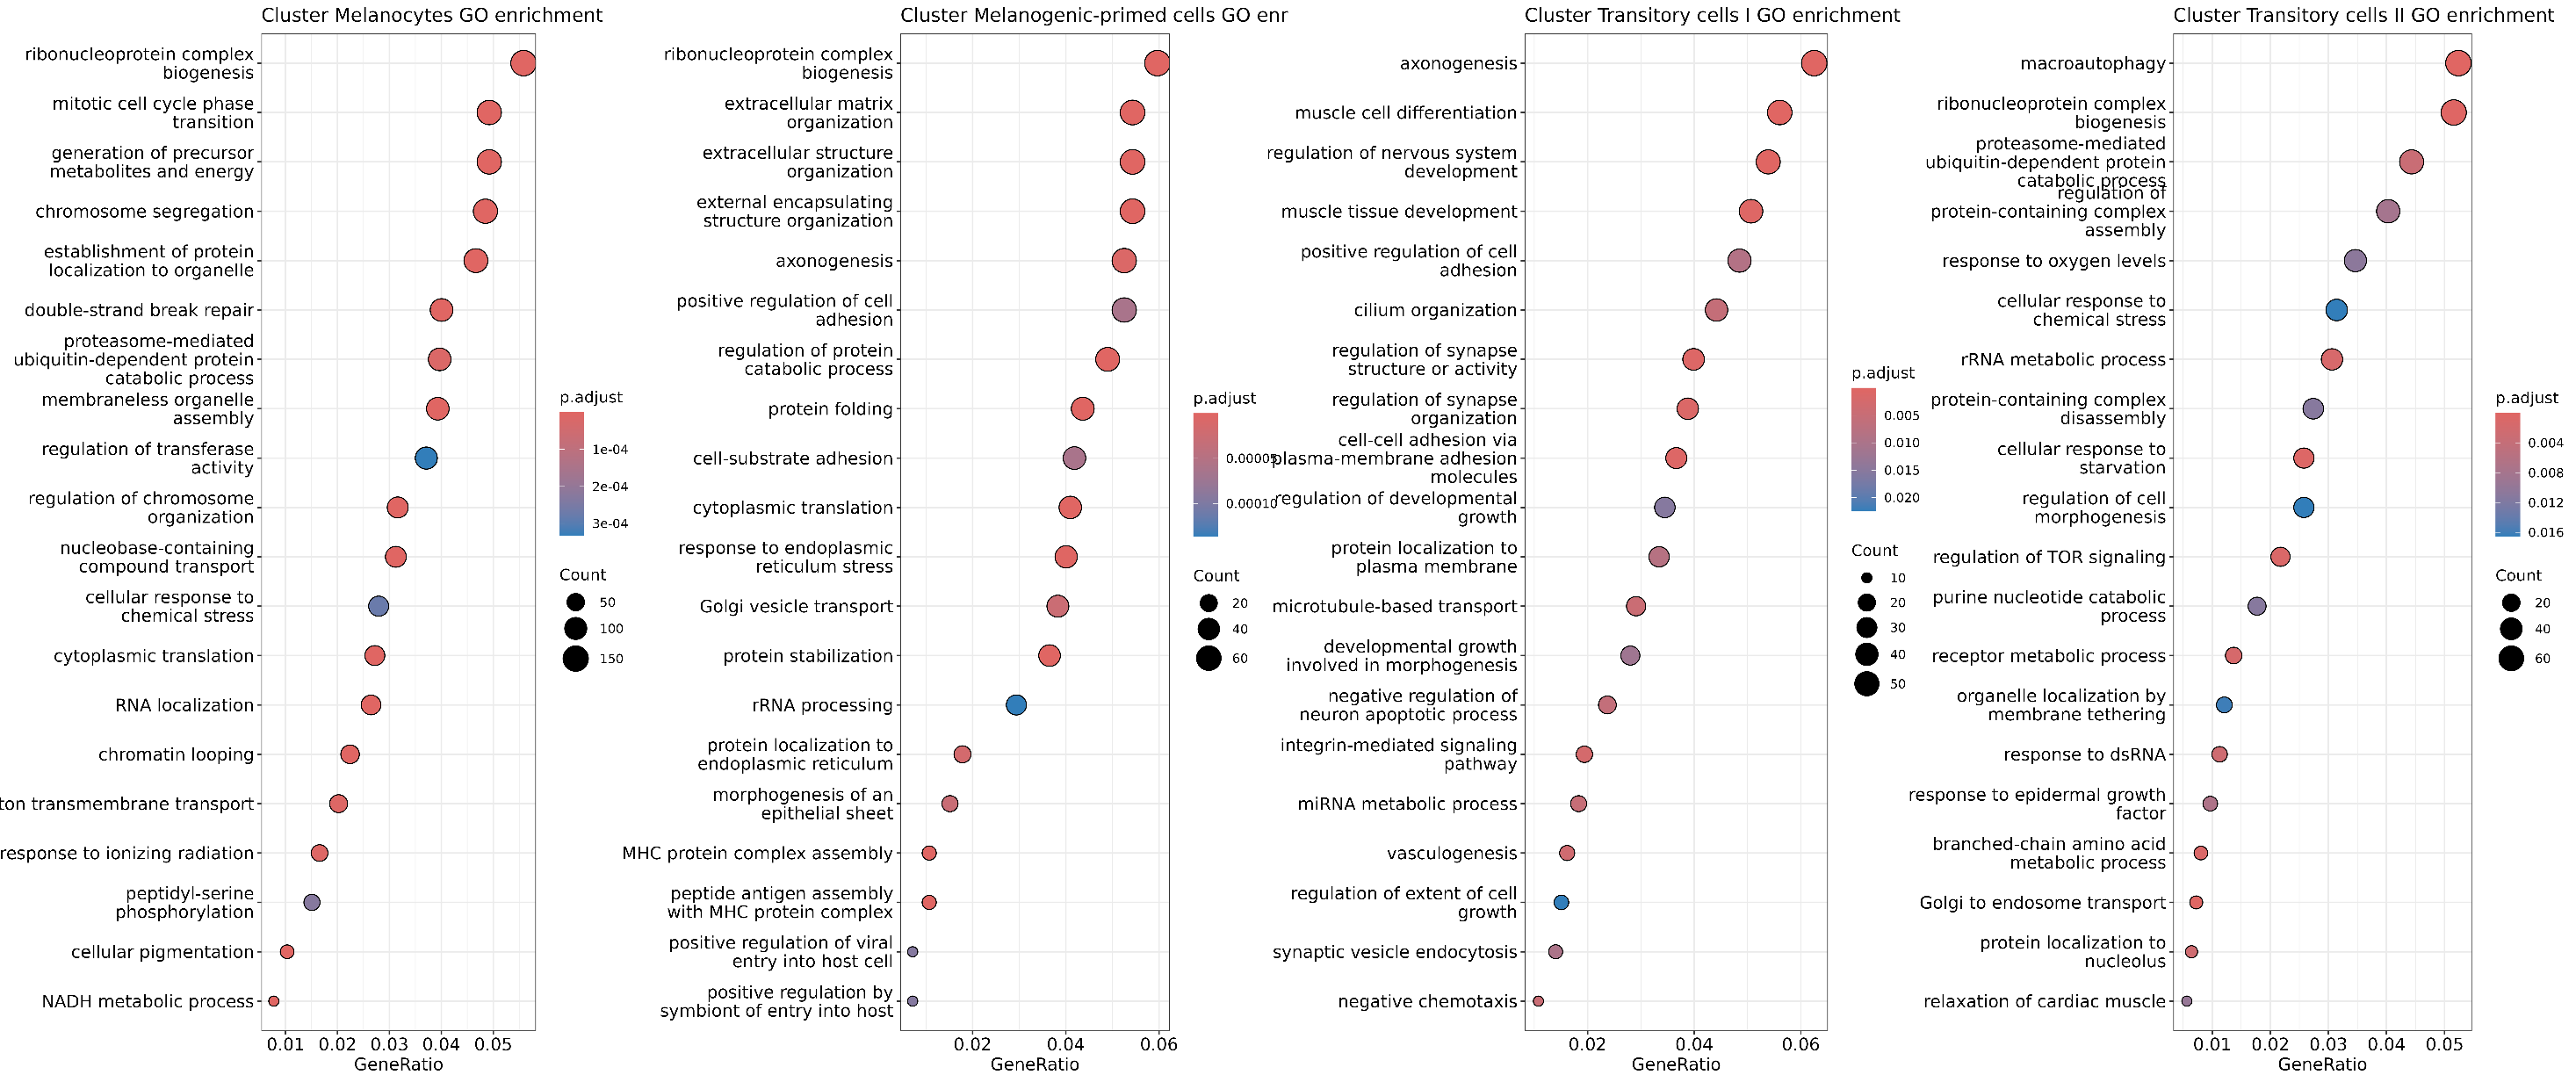 Cluster Melanocytes GO enrichment
ribonucleoprotein complex
biogenesis
mitotic cell cycle phase
transition
generation of precursor
metabolites and energy
chromosome segregation
establishment of protein
localization to organelle
double-strand break repair
proteasome-mediated
ubiquitin-dependent protein
catabolic process
membraneless organelle
assembly
regulation of transferase
activity
regulation of chromosome
organization
nucleobase-containing
compound transport
cellular response to
chemical stress
cytoplasmic translation
RNA localization
chromatin looping
ton transmembrane transport
response to ionizing radiation
peptidyl-serine
phosphorylation
cellular pigmentation
NADH metabolic process
0.01 0.02 0.03 0.04 0.05
GeneRatio
p.adjust
1e-04
2e-04
3e-04
Count
50
100
150
Cluster Melanogenic-primed cells GO enr
ribonucleoprotein complex
biogenesis
extracellular matrix
organization
extracellular structure
organization
external encapsulating
structure organization
axonogenesis
positive regulation of cell
adhesion
regulation of protein
catabolic process
protein folding
cell-substrate adhesion
cytoplasmic translation
response to endoplasmic
reticulum stress
Golgi vesicle transport
protein stabilization
rRNA processing
protein localization to
endoplasmic reticulum
morphogenesis of an
epithelial sheet
MHC protein complex assembly
peptide antigen assembly
with MHC protein complex
positive regulation of viral
entry into host cell
positive regulation by
symbiont of entry into host
0.02 0.04 0.06
GeneRatio
p.adjust
0.00005
0.00010
Count
20
40
60
Cluster Transitory cells I GO enrichment
axonogenesis
muscle cell differentiation
regulation of nervous system
development
muscle tissue development
positive regulation of cell
adhesion
cilium organization
regulation of synapse
structure or activity
regulation of synapse
organization
cell-cell adhesion via
plasma-membrane adhesion
molecules
regulation of developmental
growth
protein localization to
plasma membrane
microtubule-based transport
developmental growth
involved in morphogenesis
negative regulation of
neuron apoptotic process
integrin-mediated signaling
pathway
miRNA metabolic process
vasculogenesis
regulation of extent of cell
growth
synaptic vesicle endocytosis
negative chemotaxis
0.02 0.04 0.06
GeneRatio
p.adjust
0.005
0.010
0.015
0.020
Count
10
20
30
40
50
Cluster Transitory cells II GO enrichment
macroautophagy
ribonucleoprotein complex
biogenesis
proteasome-mediated
ubiquitin-dependent protein
catabolic process
regulation of
protein-containing complex
assembly
response to oxygen levels
cellular response to
chemical stress
rRNA metabolic process
protein-containing complex
disassembly
cellular response to
starvation
regulation of cell
morphogenesis
regulation of TOR signaling
purine nucleotide catabolic
process
receptor metabolic process
organelle localization by
membrane tethering
response to dsRNA
response to epidermal growth
factor
branched-chain amino acid
metabolic process
Golgi to endosome transport
protein localization to
nucleolus
relaxation of cardiac muscle
0.01 0.02 0.03 0.04 0.05
GeneRatio
p.adjust
0.004
0.008
0.012
0.016
Count
20
40
60